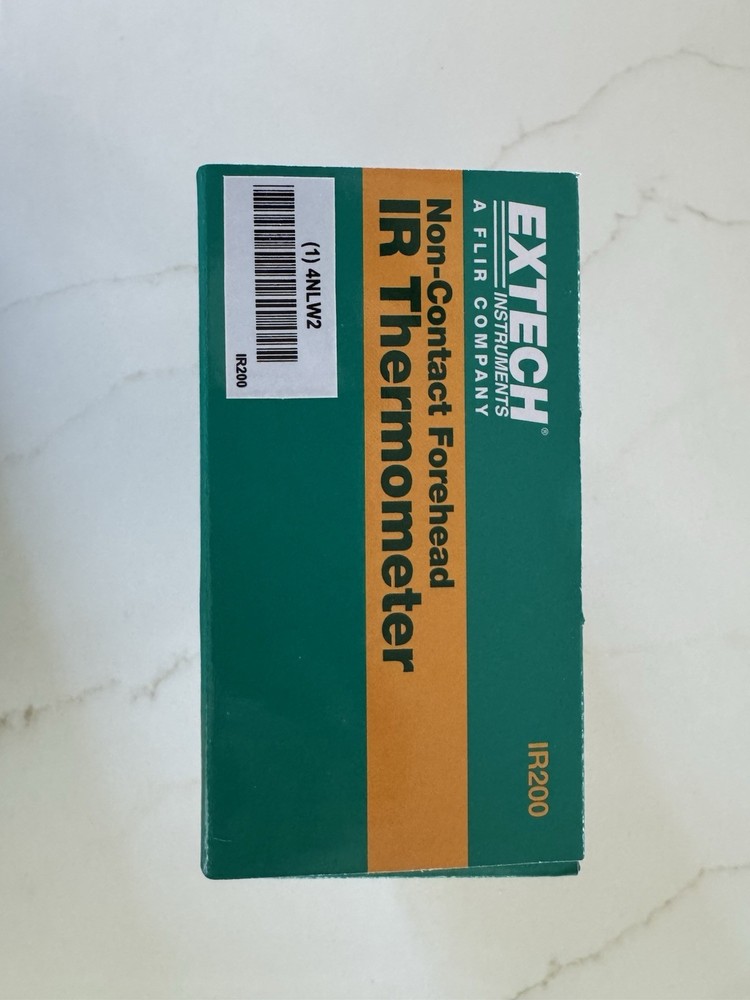 EXTECH®
INSTRUMENTS
A FLIR COMPANY
IR200
Non-Contact Forehead
IR Thermometer
(1) 4NLW2
IR200